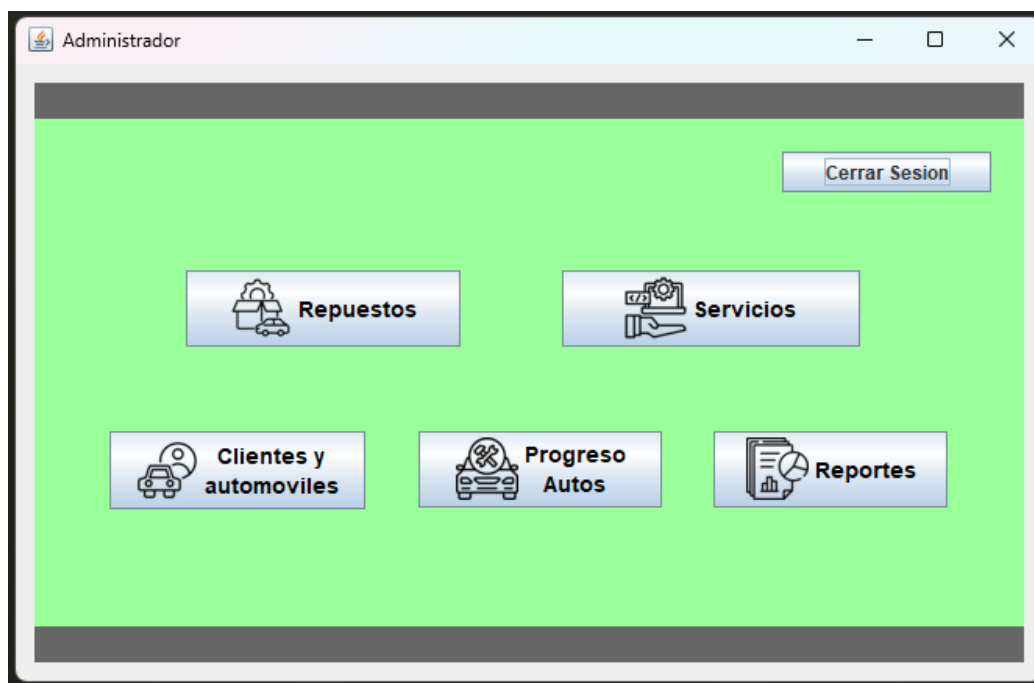 Administrador
Cerrar Sesion
Repuestos
Servicios
Clientes y
automoviles
Progreso
Autos
Reportes